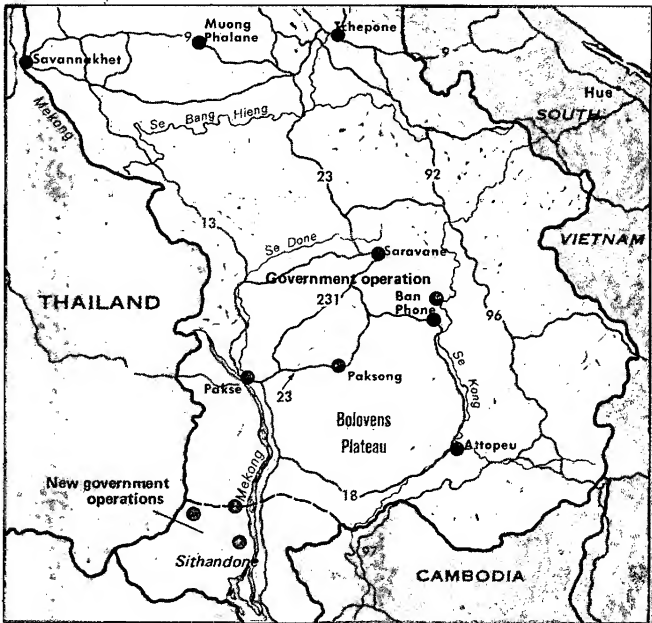 Muong
Phalane
9
Tchepone
Savannakhet
9
Hue
SOUTH
Mekong
Se Bang Hieng
23
92
13
VIETNAM
Se Done
Saravane
Government operation
THAILAND
231
Ban
Phone
96
Se Kong
Pakse
Paksong
23
Bolovens
Plateau
Attopeu
New government
operations
Mekong
18
Sithandone
97
CAMBODIA